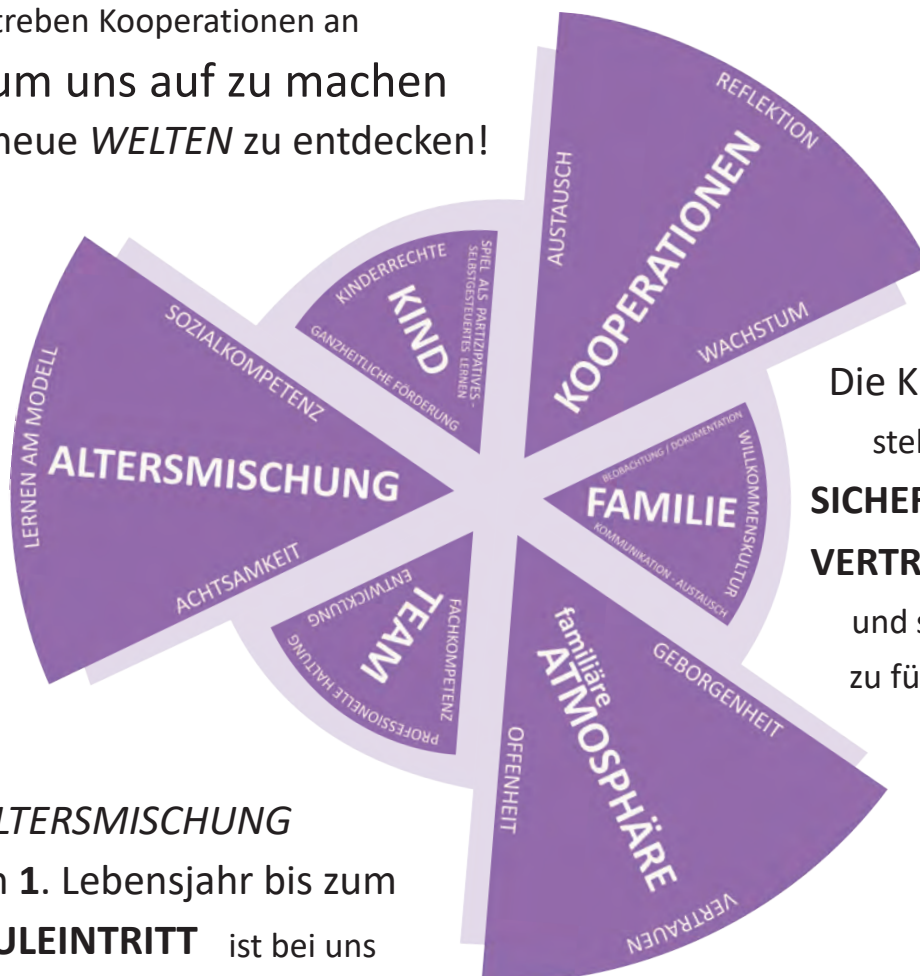 treben Kooperationen an
um uns auf zu machen
neue WELTEN zu entdecken!
REFLEKTION
AUSTAUSCH
KOOPERATIONEN
WACHSTUM
KINDERRECHTE
SPIEL ALS PARTIZIPATIVES -
SELBSTGESTEUERTES LERNEN
KIND
GANZHEITLICHE FÖRDERUNG
SOZIALKOMPETENZ
LERNEN AM MODELL
ALTERSMISCHUNG
ACHTSAMKEIT
BEOBACHTUNG / DOKUMENTATION
WILLKOMMENSKULTUR
FAMILIE
KOMMUNIKATION - AUSTAUSCH
Die K
SICHER
VERTR
und s
zu fü
ENTWICKLUNG
TEAM
FACHKOMPETENZ
PROFESSIONELLE HALTUNG
familiäre
ATMOSPHÄRE
GEBORGENHEIT
OFFENHEIT
VERTRAUEN
LTERSMISCHUNG
1. Lebensjahr bis zum
ULEINTRITT ist bei uns